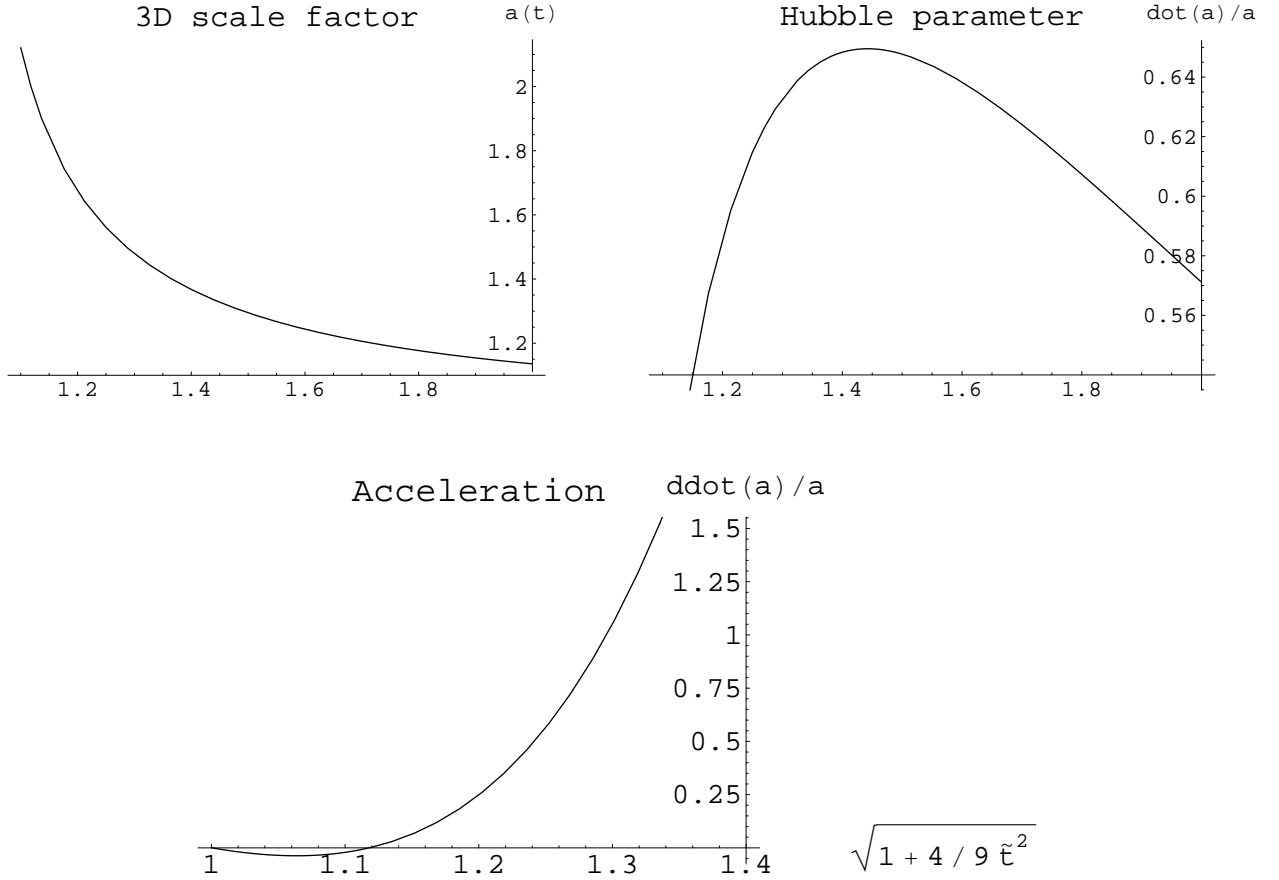 3D scale factor
a(t)
2
1.8
1.6
1.4
1.2
1.2 1.4 1.6 1.8
Hubble parameter
dot(a)/a
0.64
0.62
0.6
0.58
0.56
1.2 1.4 1.6 1.8
Acceleration
ddot(a)/a
1.5
1.25
1
0.75
0.5
0.25
1 1.1 1.2 1.3 1.4
√1 + 4 / 9 t̃²